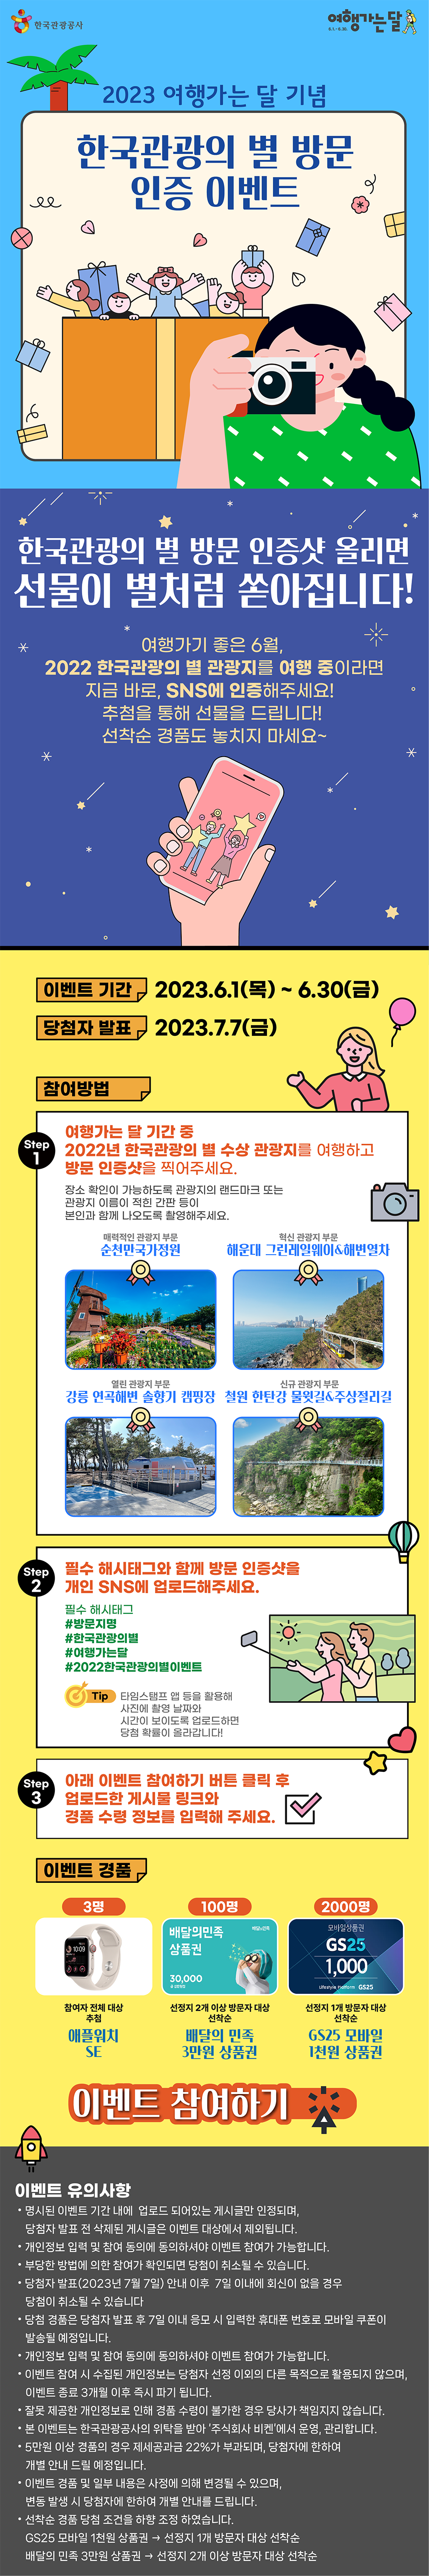 한국관광공사
여행가는달
6.1.-6.30.
2023 여행가는 달 기념
한국관광의 별 방문
인증 이벤트
한국관광의 별 방문 인증샷 올리면
선물이 별처럼 쏟아집니다!
여행가기 좋은 6월,
2022 한국관광의 별 관광지를 여행 중이라면
지금 바로, SNS에 인증해주세요!
추첨을 통해 선물을 드립니다!
선착순 경품도 놓치지 마세요~
이벤트 기간 2023.6.1(목) ~ 6.30(금)
당첨자 발표 2023.7.7(금)
참여방법
Step
1
여행가는 달 기간 중
2022년 한국관광의 별 수상 관광지를 여행하고
방문 인증샷을 찍어주세요.
장소 확인이 가능하도록 관광지의 랜드마크 또는
관광지 이름이 적힌 간판 등이
본인과 함께 나오도록 촬영해주세요.
매력적인 관광지 부문
순천만국가정원
혁신 관광지 부문
해운대 그린레일웨이&해변열차
열린 관광지 부문
강릉 연곡해변 솔향기 캠핑장
신규 관광지 부문
철원 한탄강 물윗길&주상절리길
Step
2
필수 해시태그와 함께 방문 인증샷을
개인 SNS에 업로드해주세요.
필수 해시태그
#방문지명
#한국관광의별
#여행가는달
#2022한국관광의별이벤트
Tip 타임스탬프 앱 등을 활용해
사진에 촬영 날짜와
시간이 보이도록 업로드하면
당첨 확률이 올라갑니다!
Step
3
아래 이벤트 참여하기 버튼 클릭 후
업로드한 게시물 링크와
경품 수령 정보를 입력해 주세요.
이벤트 경품
3명
참여자 전체 대상
추첨
애플워치
SE
100명
배달의민족
상품권
배달의민족
30,000
선정지 2개 이상 방문자 대상
선착순
배달의 민족
3만원 상품권
2000명
모바일상품권
GS25
1,000
Lifestyle Platform GS25
선정지 1개 방문자 대상
선착순
GS25 모바일
1천원 상품권
이벤트 참여하기
이벤트 유의사항
• 명시된 이벤트 기간 내에 업로드 되어있는 게시글만 인정되며,
당첨자 발표 전 삭제된 게시글은 이벤트 대상에서 제외됩니다.
• 개인정보 입력 및 참여 동의에 동의하셔야 이벤트 참여가 가능합니다.
• 부당한 방법에 의한 참여가 확인되면 당첨이 취소될 수 있습니다.
• 당첨자 발표(2023년 7월 7일) 안내 이후 7일 이내에 회신이 없을 경우
당첨이 취소될 수 있습니다
• 당첨 경품은 당첨자 발표 후 7일 이내 응모 시 입력한 휴대폰 번호로 모바일 쿠폰이
발송될 예정입니다.
• 개인정보 입력 및 참여 동의에 동의하셔야 이벤트 참여가 가능합니다.
• 이벤트 참여 시 수집된 개인정보는 당첨자 선정 이외의 다른 목적으로 활용되지 않으며,
이벤트 종료 3개월 이후 즉시 파기 됩니다.
• 잘못 제공한 개인정보로 인해 경품 수령이 불가한 경우 당사가 책임지지 않습니다.
• 본 이벤트는 한국관광공사의 위탁을 받아 '주식회사 비켄'에서 운영, 관리합니다.
• 5만원 이상 경품의 경우 제세공과금 22%가 부과되며, 당첨자에 한하여
개별 안내 드릴 예정입니다.
• 이벤트 경품 및 일부 내용은 사정에 의해 변경될 수 있으며,
변동 발생 시 당첨자에 한하여 개별 안내를 드립니다.
• 선착순 경품 당첨 조건을 하향 조정 하였습니다.
GS25 모바일 1천원 상품권 → 선정지 1개 방문자 대상 선착순
배달의 민족 3만원 상품권 → 선정지 2개 이상 방문자 대상 선착순